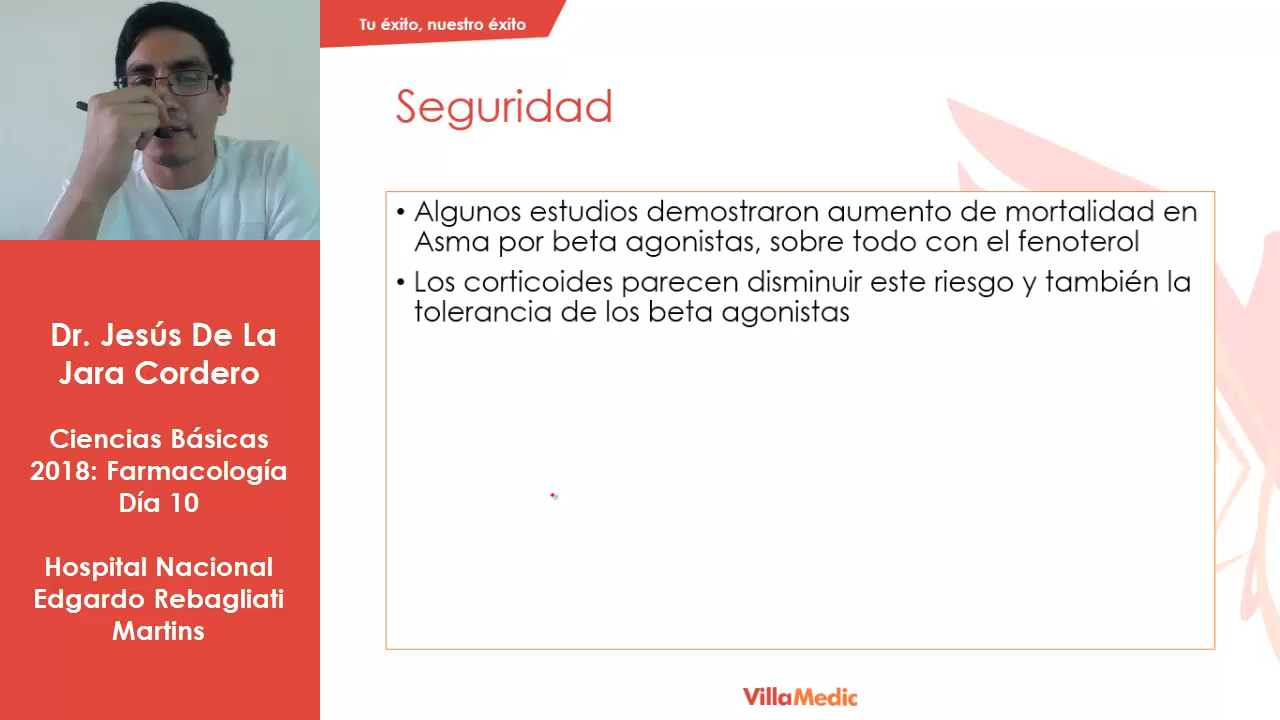 Tu éxito, nuestro éxito
Seguridad
• Algunos estudios demostraron aumento de mortalidad en
Asma por beta agonistas, sobre todo con el fenoterol
• Los corticoides parecen disminuir este riesgo y también la
tolerancia de los beta agonistas
Dr. Jesús De La
Jara Cordero
Ciencias Básicas
2018: Farmacología
Día 10
Hospital Nacional
Edgardo Rebagliati
Martins
VillaMedic